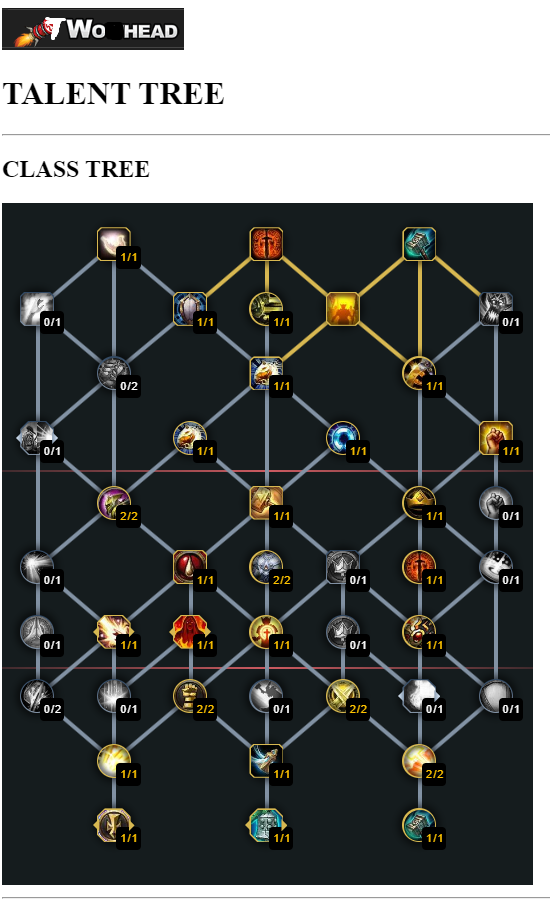 WO HEAD
TALENT TREE
CLASS TREE
1/1
0/1 1/1 1/1 0/1
0/2 1/1 1/1
0/1 1/1 1/1 1/1
2/2 1/1 1/1 0/1
0/1 1/1 2/2 0/1 1/1 0/1
0/1 1/1 1/1 1/1 0/1 1/1
0/2 0/1 2/2 0/1 2/2 0/1 0/1
1/1 1/1 2/2
1/1 1/1 1/1